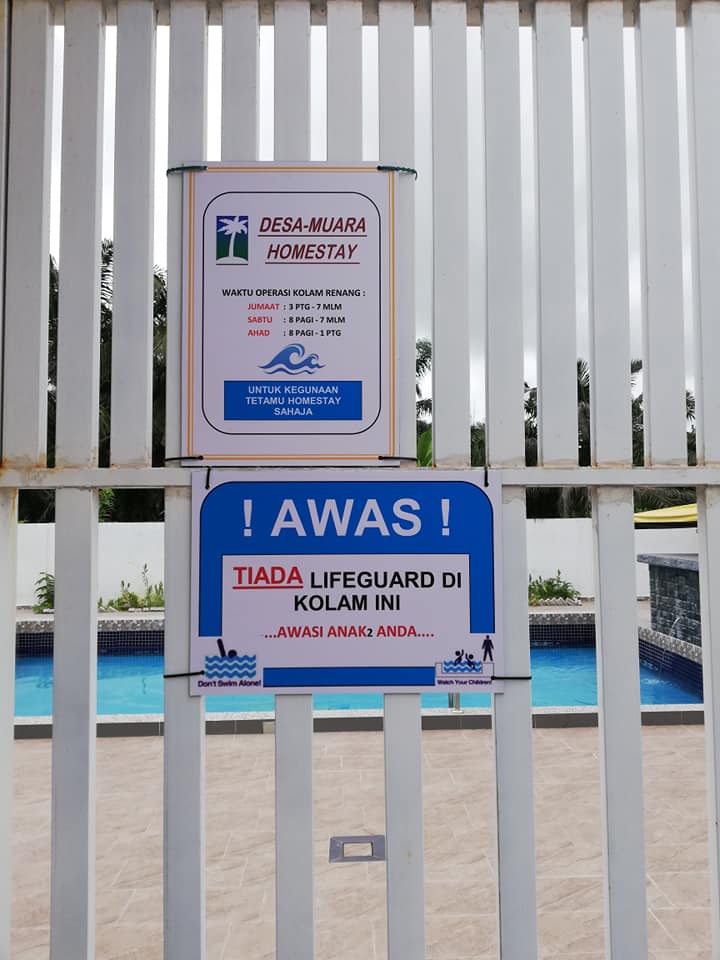 DESA-MUARA
HOMESTAY
WAKTU OPERASI KOLAM RENANG :
JUMAAT : 3 PTG - 7 MLM
SABTU : 8 PAGI - 7 MLM
AHAD : 8 PAGI - 1 PTG
UNTUK KEGUNAAN
TETAMU HOMESTAY
SAHAJA
! AWAS !
TIADA LIFEGUARD DI
KOLAM INI
...AWASI ANAK2 ANDA....
Don't Swim Alone!
Watch Your Children!